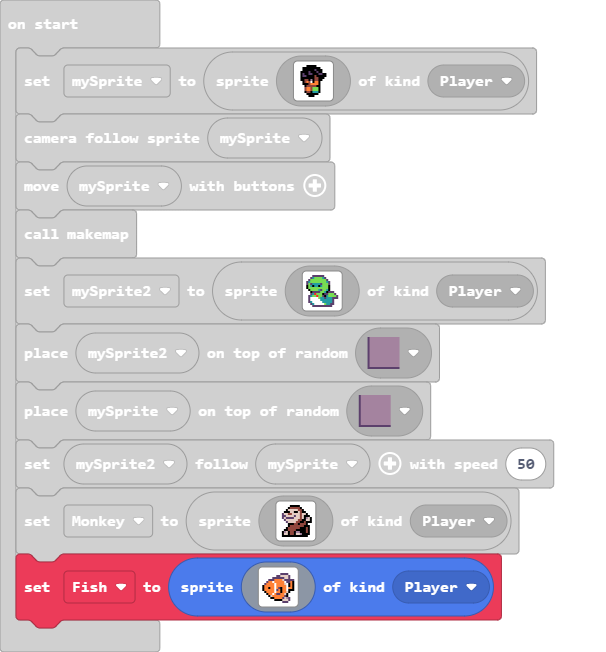 on start
set mySprite to sprite of kind Player
camera follow sprite mySprite
move mySprite with buttons
call makemap
set mySprite2 to sprite of kind Player
place mySprite2 on top of random
place mySprite on top of random
set mySprite2 follow mySprite with speed 50
set Monkey to sprite of kind Player
set Fish to sprite of kind Player